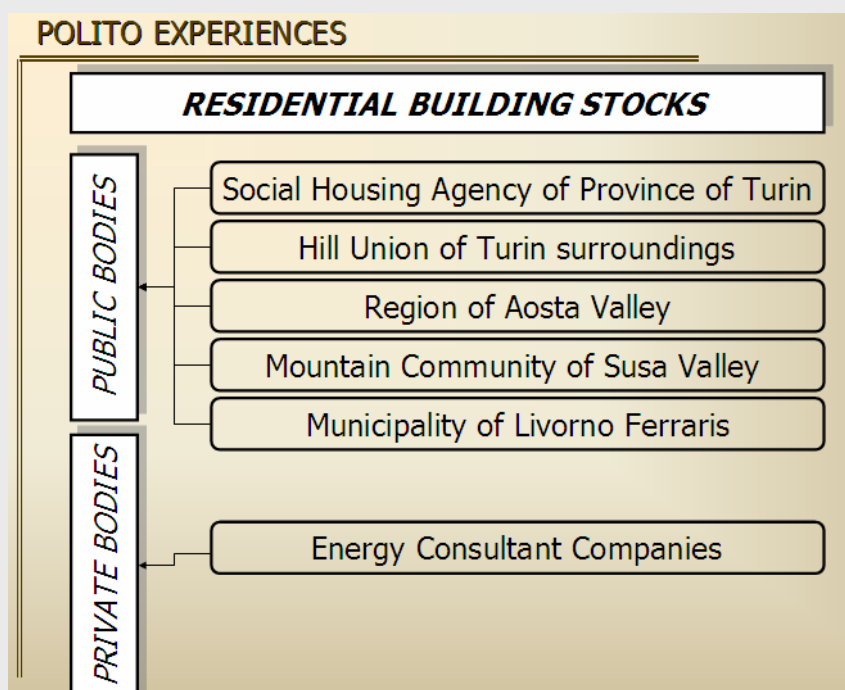 POLITO EXPERIENCES
RESIDENTIAL BUILDING STOCKS
PUBLIC BODIES
Social Housing Agency of Province of Turin
Hill Union of Turin surroundings
Region of Aosta Valley
Mountain Community of Susa Valley
Municipality of Livorno Ferraris
PRIVATE BODIES
Energy Consultant Companies